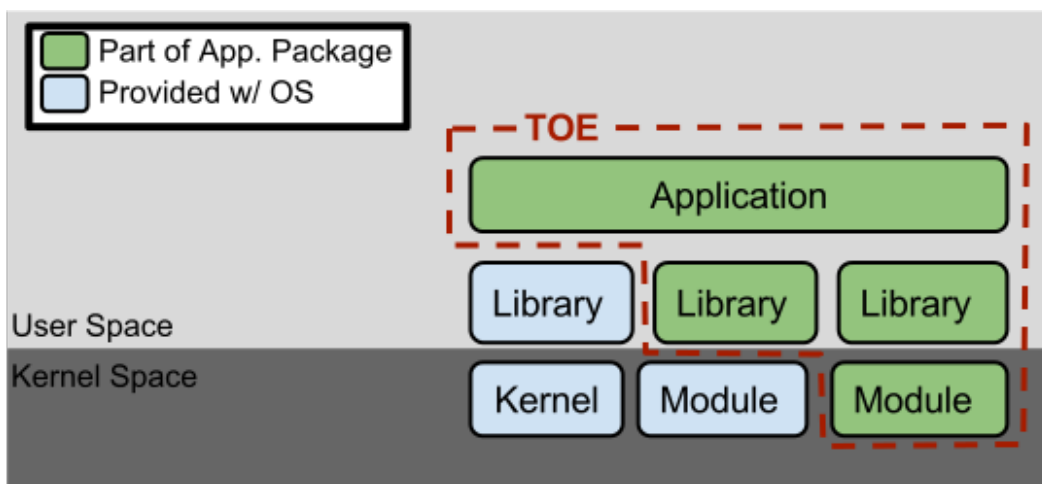 Part of App. Package
Provided w/ OS
TOE
Application
Library Library Library
User Space
Kernel Space
Kernel Module Module